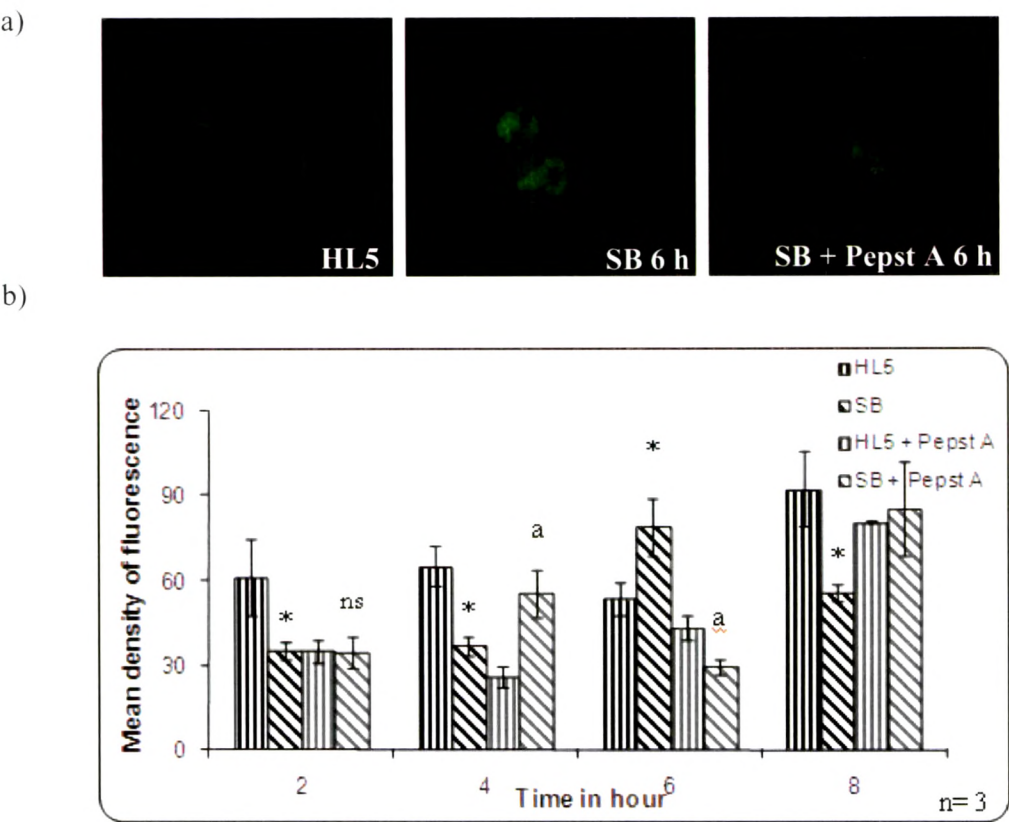 a)
HL5
SB 6 h
SB + Pepst A 6 h
b)
HL5
SB
HL5 + Pepst A
SB + Pepst A
Mean density of fluorescence
120
90
60
30
0
*
ns
*
a
*
a
*
2
4
6
8
Time in hour
n= 3